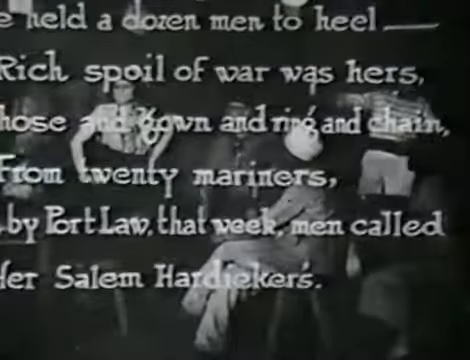 e held a dozen men to heel —
Rich spoil of war was hers,
hose and gown and ring and chain,
From twenty mariners,
by Port Law, that week, men called
Her Salem Hardieker's.